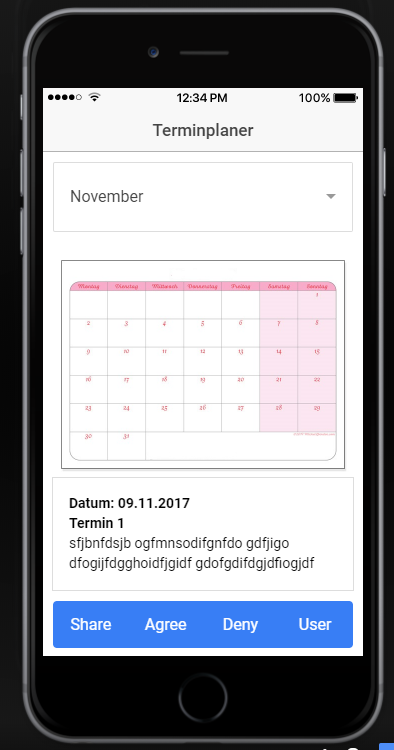 12:34 PM 100%
Terminplaner
November
Montag Dienstag Mittwoch Donnerstag Freitag Samstag Sonntag
1
2 3 4 5 6 7 8
9 10 11 12 13 14 15
16 17 18 19 20 21 22
23 24 25 26 27 28 29
30 31
Datum: 09.11.2017
Termin 1
sfjbnfdsjb ogfmnsodifgnfdo gdfjigo
dfogijfdgghoidfjgidf gdofgdifdgjdfiogjdf
Share Agree Deny User